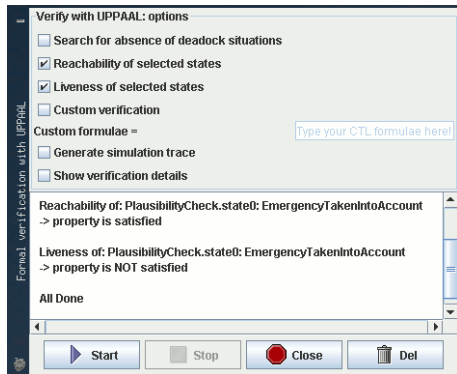 Formal verification with UPPAAL
Verify with UPPAAL: options
Search for absence of deadock situations
Reachability of selected states
Liveness of selected states
Custom verification
Custom formulae =
Type your CTL formulae here!
Generate simulation trace
Show verification details
Reachability of: PlausibilityCheck.state0: EmergencyTakenIntoAccount
-> property is satisfied
Liveness of: PlausibilityCheck.state0: EmergencyTakenIntoAccount
-> property is NOT satisfied
All Done
Start
Stop
Close
Del